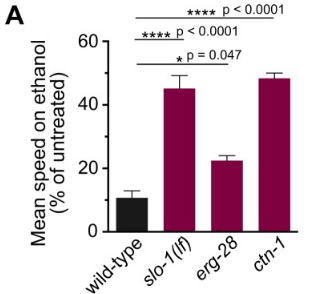 A
**** p < 0.0001
**** p < 0.0001
* p = 0.047
Mean speed on ethanol
(% of untreated)
60
40
20
0
wild-type
slo-1(lf)
erg-28
ctn-1